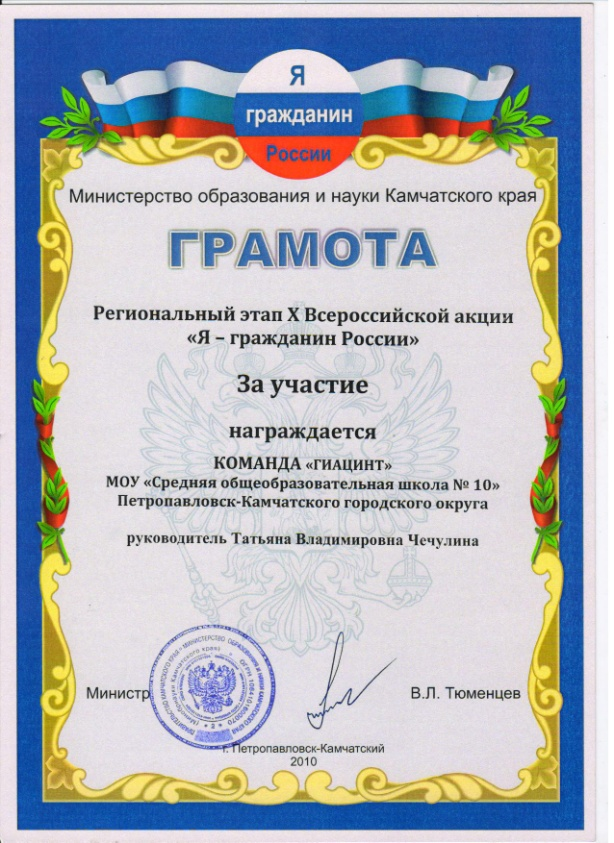 Я
гражданин
России
Министерство образования и науки Камчатского края
ГРАМОТА
Региональный этап X Всероссийской акции
«Я – гражданин России»
За участие
награждается
КОМАНДА «ГИАЦИНТ»
МОУ «Средняя общеобразовательная школа № 10»
Петропавловск-Камчатского городского округа
руководитель Татьяна Владимировна Чечулина
Министр
В.Л. Тюменцев
г. Петропавловск-Камчатский
2010